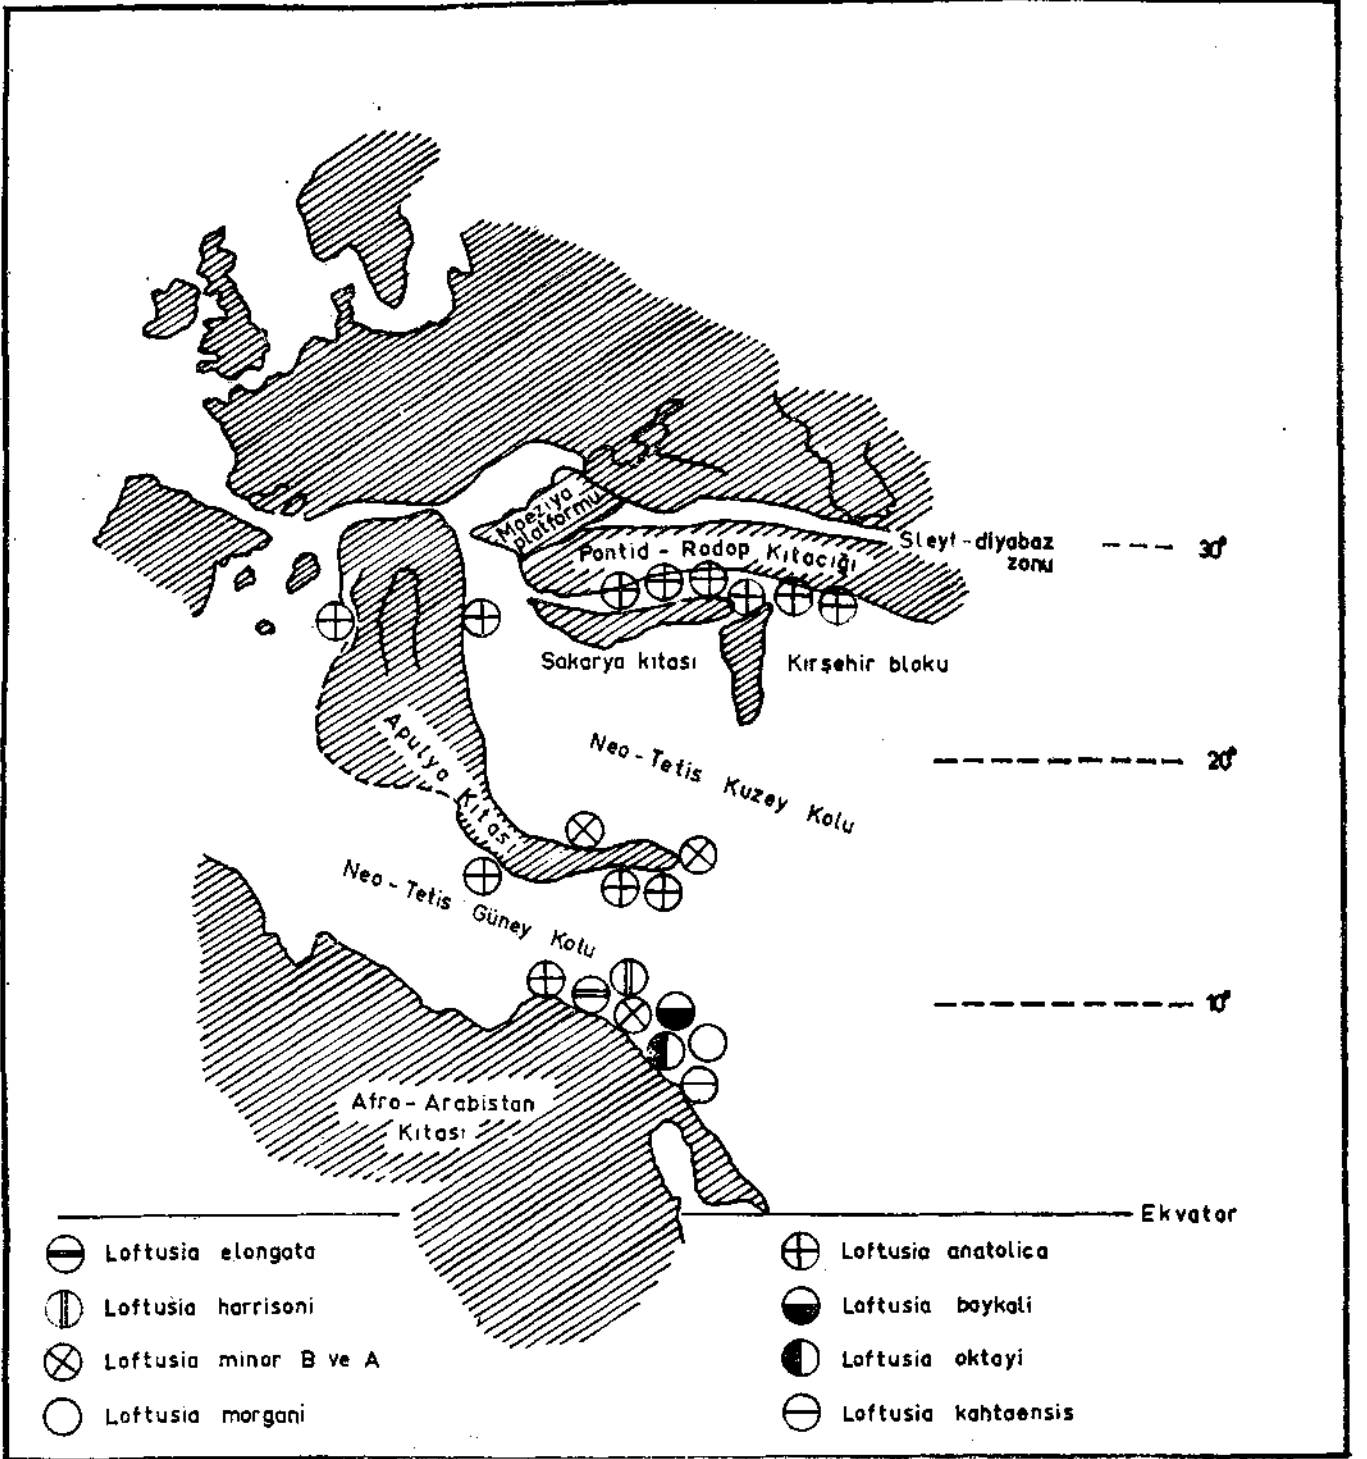 Moeziya
platformu
Sleyt-diyabaz
zonu
30°
Pontid - Rodop Kıtacığı
Sakarya kıtası
Kırşehir bloku
Apulya Kıtası
Neo-Tetis Kuzey Kolu
20°
Neo-Tetis Güney Kolu
10°
Afro-Arabistan
Kıtası
Ekvator
Loftusia elongata
Loftusia harrisoni
Loftusia minor B ve A
Loftusia morgani
Loftusia anatolica
Loftusia baykali
Loftusia oktayi
Loftusia kahtaensis